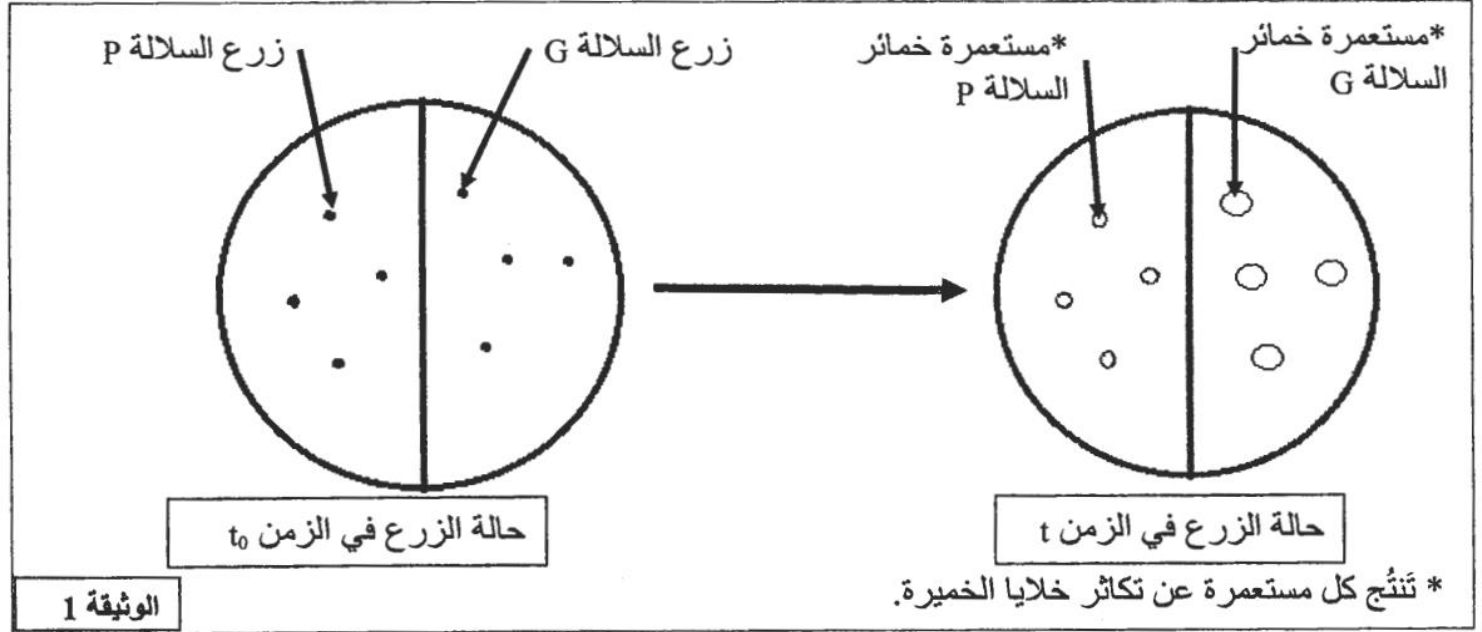 *مستعمرة خمائر السلالة G
*مستعمرة خمائر السلالة P
زرع السلالة G
زرع السلالة P
حالة الزرع في الزمن t
حالة الزرع في الزمن t₀
* تَنتُج كل مستعمرة عن تكاثر خلايا الخميرة.
الوثيقة 1